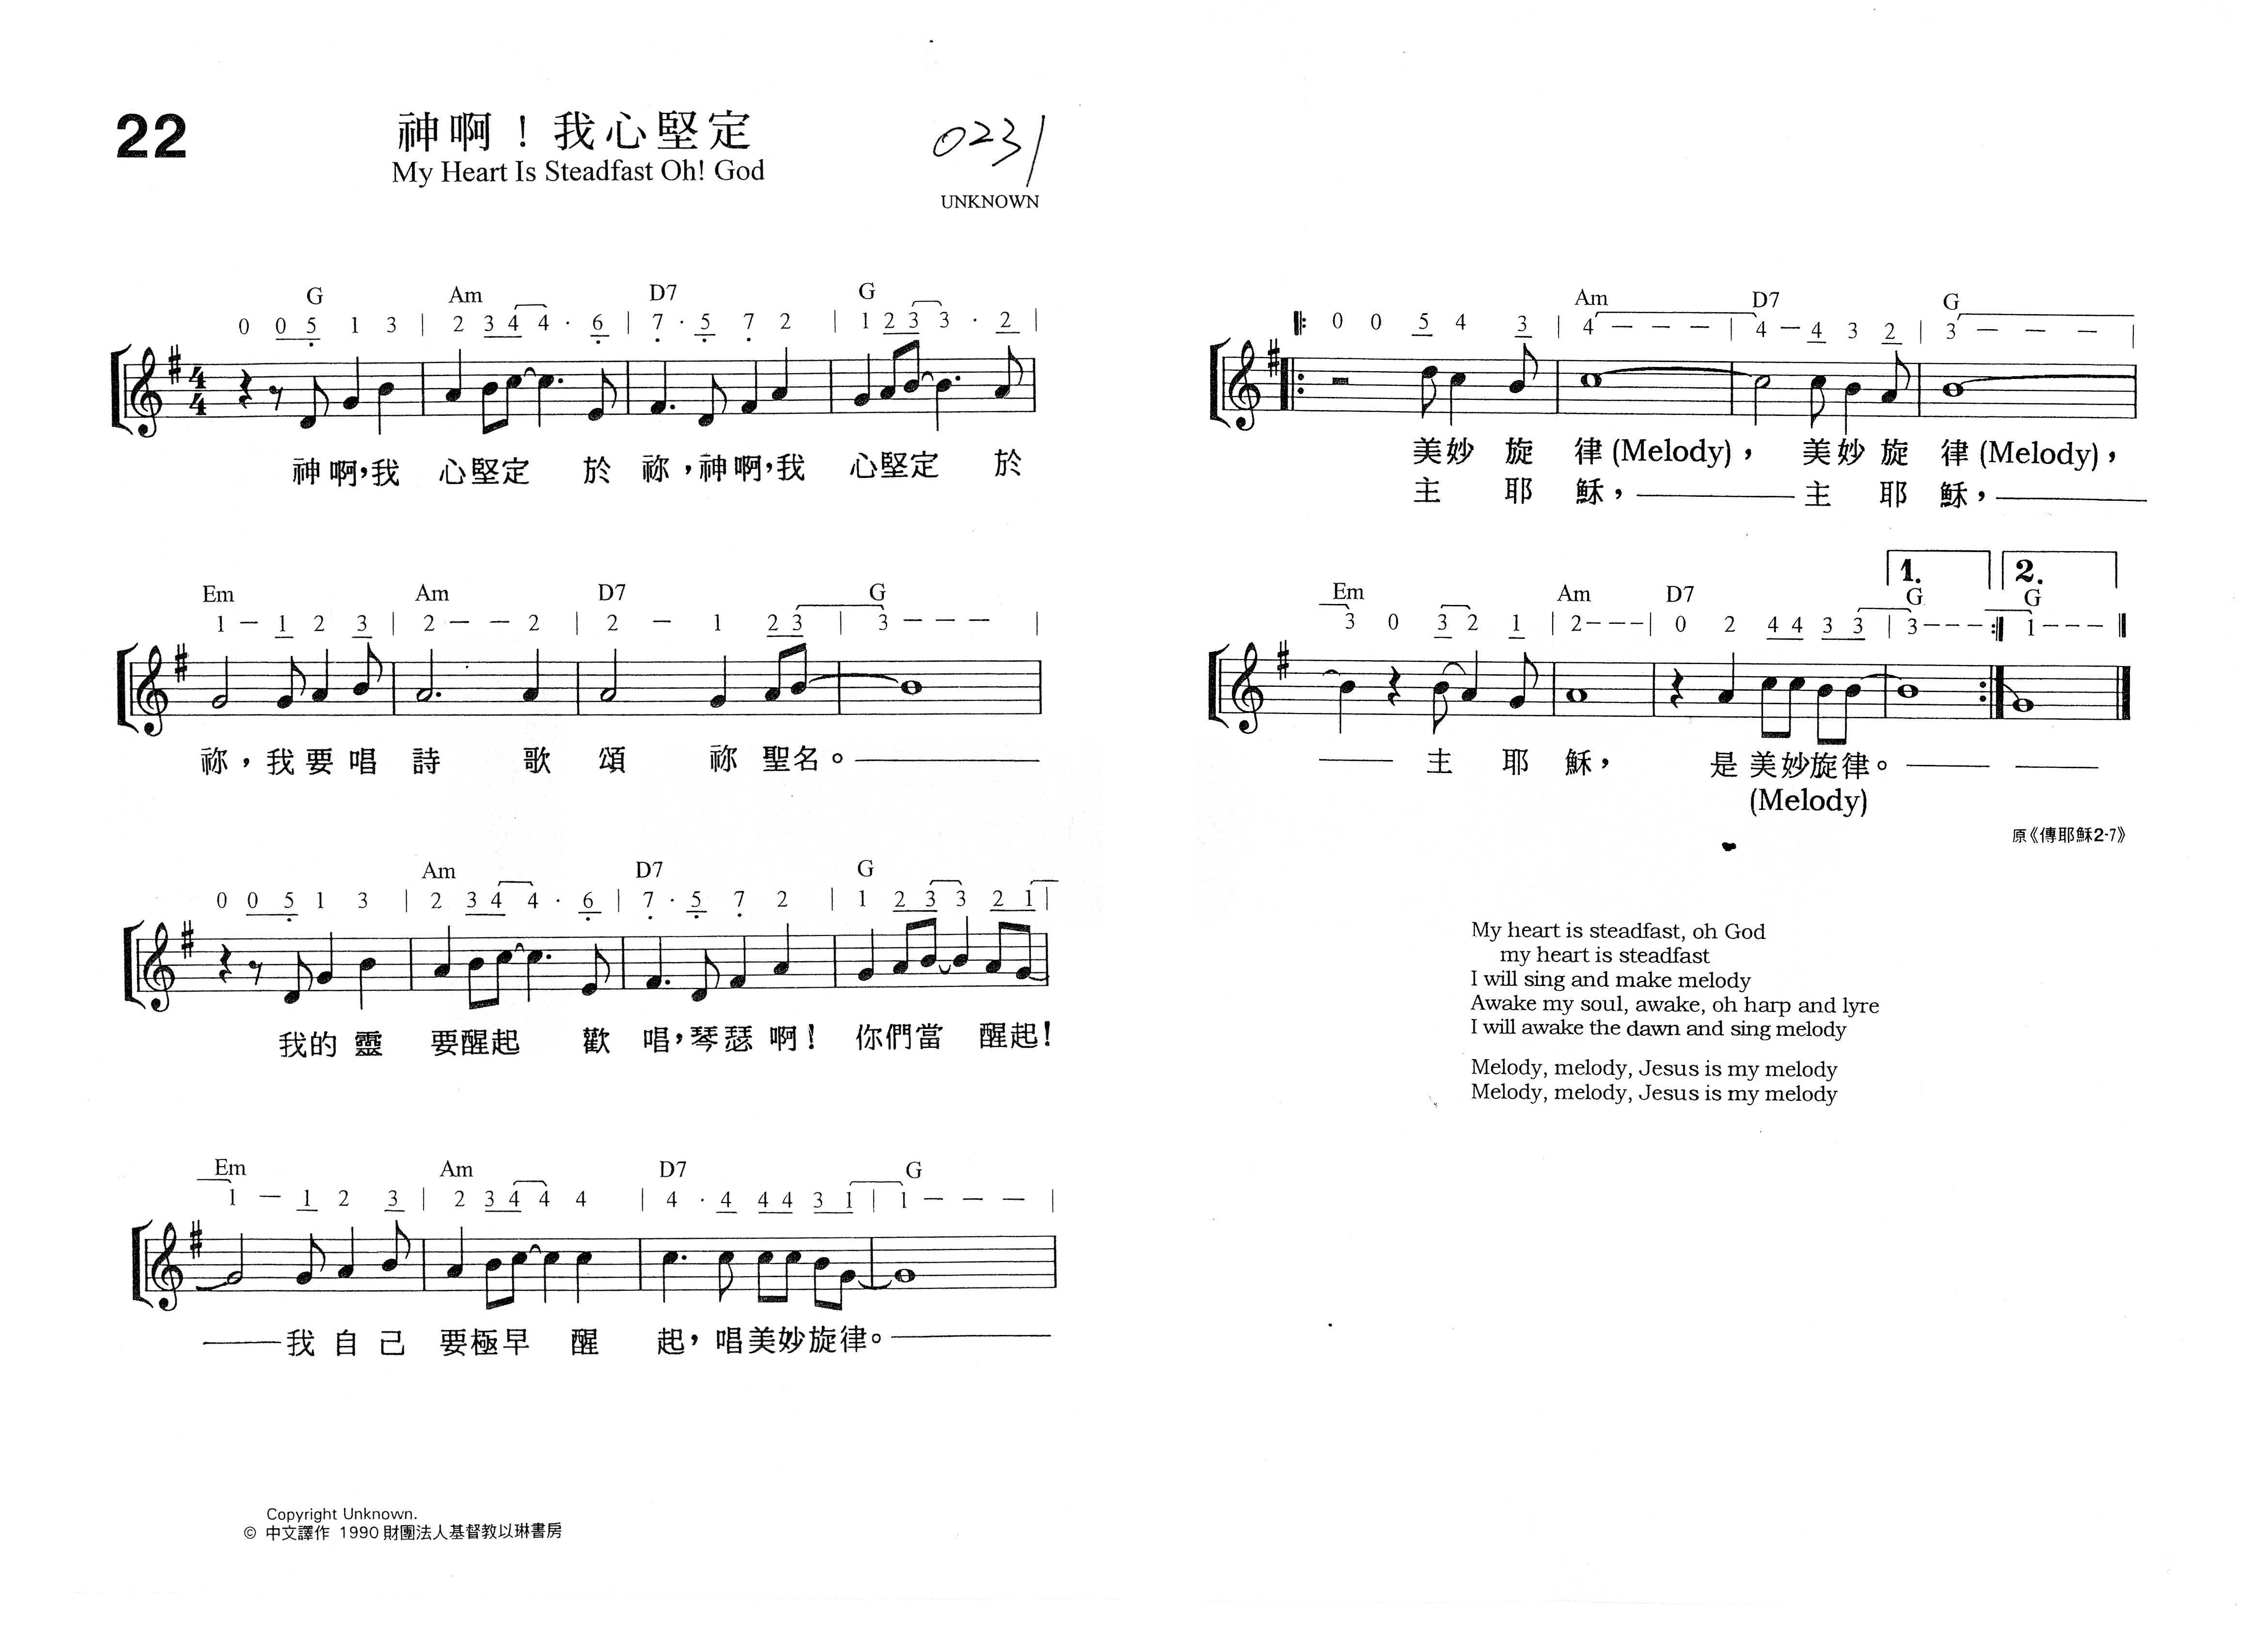 22
神啊！我心堅定
My Heart Is Steadfast Oh! God
0231
UNKNOWN
G Am D7 G
0 0 5 1 3 | 2 3 4 4 · 6 | 7 · 5 7 2 | 1 2 3 3 · 2 |
4 4
神啊，我 心堅定 於 祢，神啊，我 心堅定 於
Em Am D7 G
1 — 1 2 3 | 2 — — 2 | 2 — 1 2 3 | 3 — — — |
祢，我要唱 詩 歌 頌 祢 聖名。
Am D7 G
0 0 5 1 3 | 2 3 4 4 · 6 | 7 · 5 7 2 | 1 2 3 3 2 1 |
我的靈 要醒起 歡 唱，琴瑟啊！ 你們當 醒起！
Em Am D7 G
1 — 1 2 3 | 2 3 4 4 4 | 4 · 4 4 4 3 1 | 1 — — — |
我自己 要極早 醒 起，唱美妙旋律。
Copyright Unknown.
© 中文譯作 1990 財團法人基督教以琳書房
Am D7 G
0 0 5 4 3 | 4 — — — | 4 — 4 3 2 | 3 — — — |
美妙 旋 律 (Melody)， 美妙 旋 律 (Melody)，
主 耶 穌， 主 耶 穌，
1. 2.
Em Am D7 G G
3 0 3 2 1 | 2 - - - | 0 2 4 4 3 3 | 3 - - - :‖ 1 - - - ‖
主 耶 穌， 是 美妙旋律。
(Melody)
原《傳耶穌2-7》
My heart is steadfast, oh God
my heart is steadfast
I will sing and make melody
Awake my soul, awake, oh harp and lyre
I will awake the dawn and sing melody
Melody, melody, Jesus is my melody
Melody, melody, Jesus is my melody